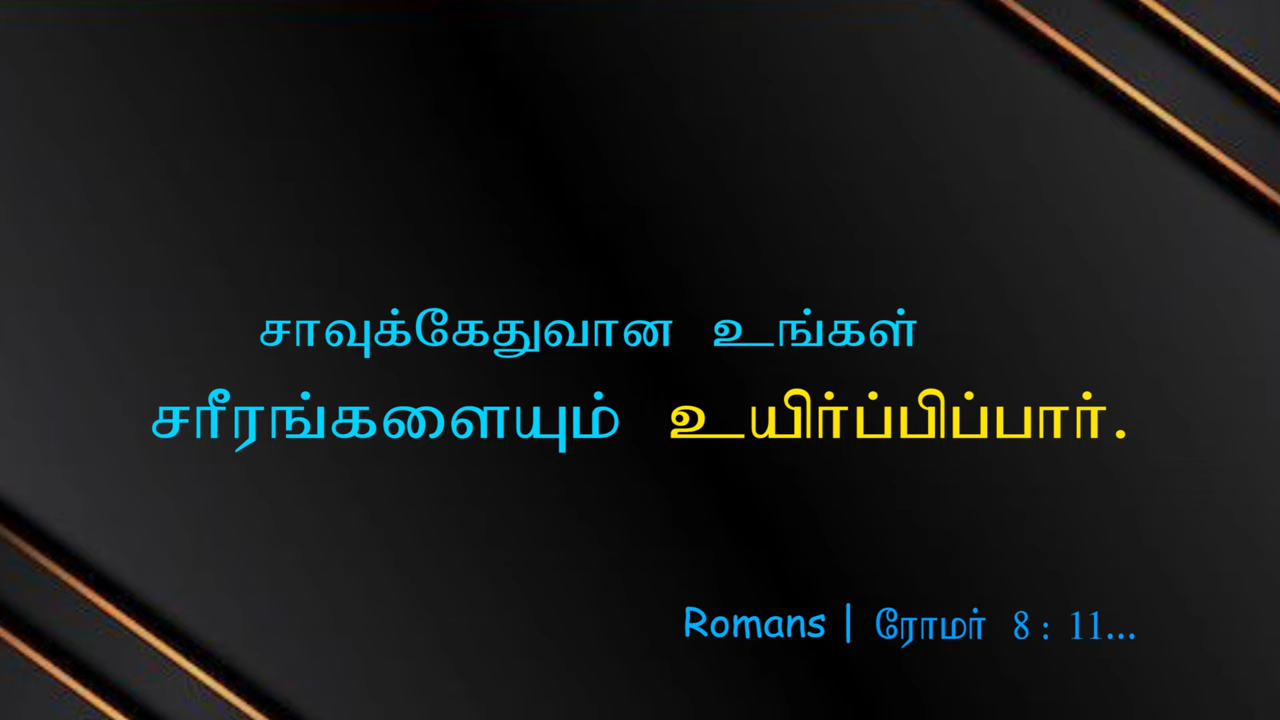 சாவுக்கேதுவான உங்கள்
சரீரங்களையும் உயிர்ப்பிப்பார்.
Romans | ரோமர் 8 : 11...